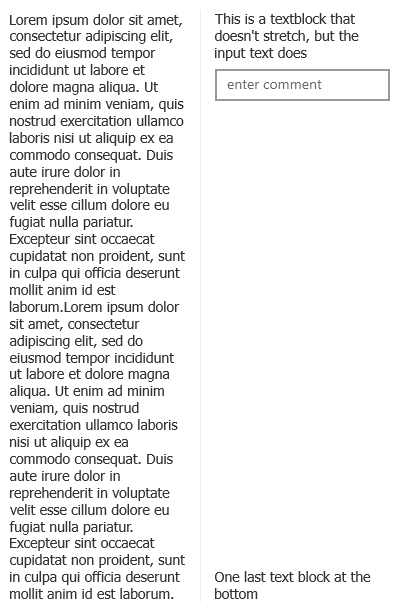 Lorem ipsum dolor sit amet,
consectetur adipiscing elit,
sed do eiusmod tempor
incididunt ut labore et
dolore magna aliqua. Ut
enim ad minim veniam, quis
nostrud exercitation ullamco
laboris nisi ut aliquip ex ea
commodo consequat. Duis
aute irure dolor in
reprehenderit in voluptate
velit esse cillum dolore eu
fugiat nulla pariatur.
Excepteur sint occaecat
cupidatat non proident, sunt
in culpa qui officia deserunt
mollit anim id est
laborum.Lorem ipsum dolor
sit amet, consectetur
adipiscing elit, sed do
eiusmod tempor incididunt
ut labore et dolore magna
aliqua. Ut enim ad minim
veniam, quis nostrud
exercitation ullamco laboris
nisi ut aliquip ex ea
commodo consequat. Duis
aute irure dolor in
reprehenderit in voluptate
velit esse cillum dolore eu
fugiat nulla pariatur.
Excepteur sint occaecat
cupidatat non proident, sunt
in culpa qui officia deserunt
mollit anim id est laborum.
This is a textblock that
doesn't stretch, but the
input text does
enter comment
One last text block at the
bottom